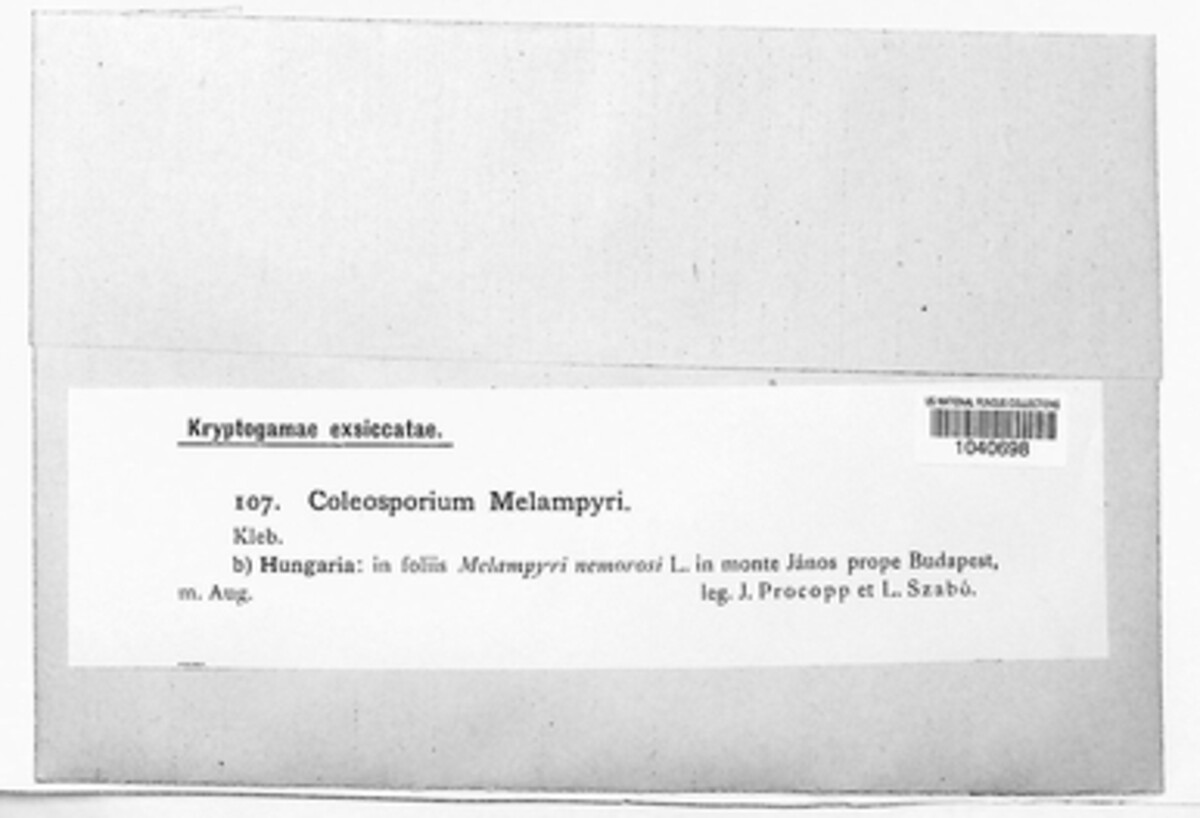 US NATIONAL FUNGUS COLLECTIONS
1040698
Kryptogamae exsiccatae.
107. Coleosporium Melampyri.
Kleb.
b) Hungaria: in foliis Melampyri nemorosi L. in monte János prope Budapest,
m. Aug. leg. J. Procopp et L. Szabó.